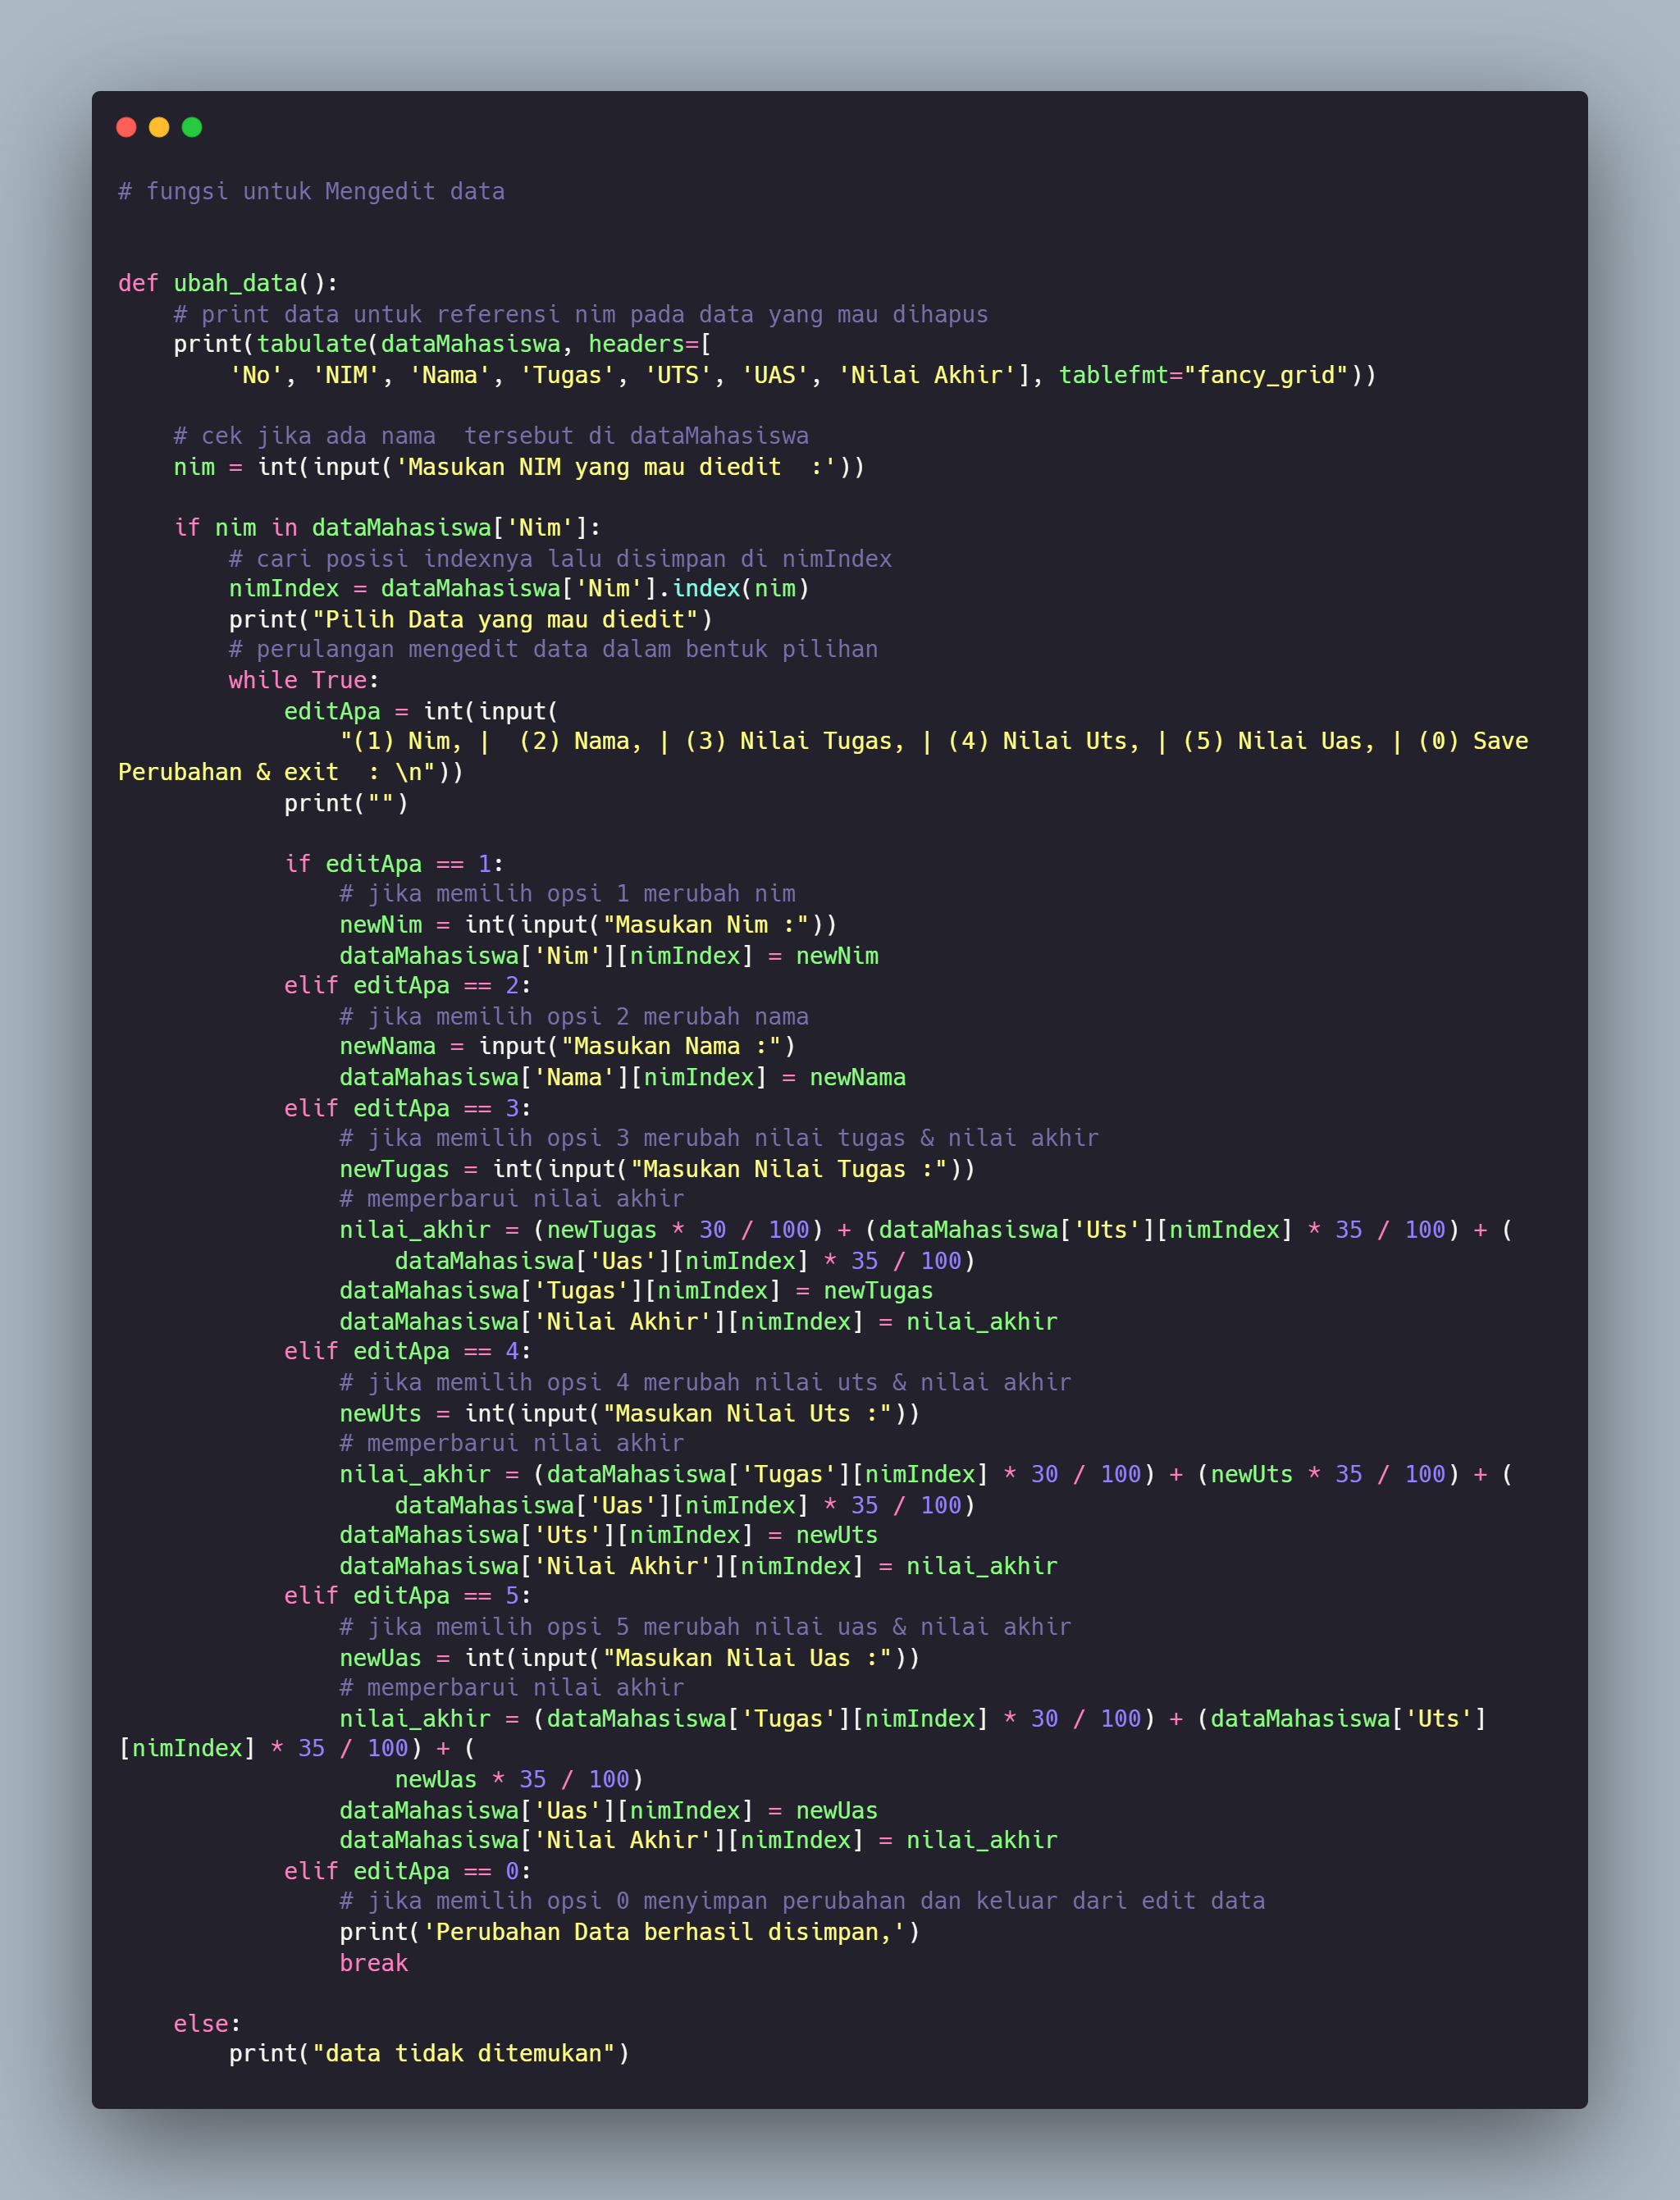 # fungsi untuk Mengedit data
def ubah_data():
    # print data untuk referensi nim pada data yang mau dihapus
    print(tabulate(dataMahasiswa, headers=[
        'No', 'NIM', 'Nama', 'Tugas', 'UTS', 'UAS', 'Nilai Akhir'], tablefmt="fancy_grid"))
    # cek jika ada nama  tersebut di dataMahasiswa
    nim = int(input('Masukan NIM yang mau diedit  :'))
    if nim in dataMahasiswa['Nim']:
        # cari posisi indexnya lalu disimpan di nimIndex
        nimIndex = dataMahasiswa['Nim'].index(nim)
        print("Pilih Data yang mau diedit")
        # perulangan mengedit data dalam bentuk pilihan
        while True:
            editApa = int(input(
                "(1) Nim, |  (2) Nama, | (3) Nilai Tugas, | (4) Nilai Uts, | (5) Nilai Uas, | (0) Save
Perubahan & exit  : \n"))
            print("")
            if editApa == 1:
                # jika memilih opsi 1 merubah nim
                newNim = int(input("Masukan Nim :"))
                dataMahasiswa['Nim'][nimIndex] = newNim
            elif editApa == 2:
                # jika memilih opsi 2 merubah nama
                newNama = input("Masukan Nama :")
                dataMahasiswa['Nama'][nimIndex] = newNama
            elif editApa == 3:
                # jika memilih opsi 3 merubah nilai tugas & nilai akhir
                newTugas = int(input("Masukan Nilai Tugas :"))
                # memperbarui nilai akhir
                nilai_akhir = (newTugas * 30 / 100) + (dataMahasiswa['Uts'][nimIndex] * 35 / 100) + (
                    dataMahasiswa['Uas'][nimIndex] * 35 / 100)
                dataMahasiswa['Tugas'][nimIndex] = newTugas
                dataMahasiswa['Nilai Akhir'][nimIndex] = nilai_akhir
            elif editApa == 4:
                # jika memilih opsi 4 merubah nilai uts & nilai akhir
                newUts = int(input("Masukan Nilai Uts :"))
                # memperbarui nilai akhir
                nilai_akhir = (dataMahasiswa['Tugas'][nimIndex] * 30 / 100) + (newUts * 35 / 100) + (
                    dataMahasiswa['Uas'][nimIndex] * 35 / 100)
                dataMahasiswa['Uts'][nimIndex] = newUts
                dataMahasiswa['Nilai Akhir'][nimIndex] = nilai_akhir
            elif editApa == 5:
                # jika memilih opsi 5 merubah nilai uas & nilai akhir
                newUas = int(input("Masukan Nilai Uas :"))
                # memperbarui nilai akhir
                nilai_akhir = (dataMahasiswa['Tugas'][nimIndex] * 30 / 100) + (dataMahasiswa['Uts']
[nimIndex] * 35 / 100) + (
                    newUas * 35 / 100)
                dataMahasiswa['Uas'][nimIndex] = newUas
                dataMahasiswa['Nilai Akhir'][nimIndex] = nilai_akhir
            elif editApa == 0:
                # jika memilih opsi 0 menyimpan perubahan dan keluar dari edit data
                print('Perubahan Data berhasil disimpan,')
                break
    else:
        print("data tidak ditemukan")